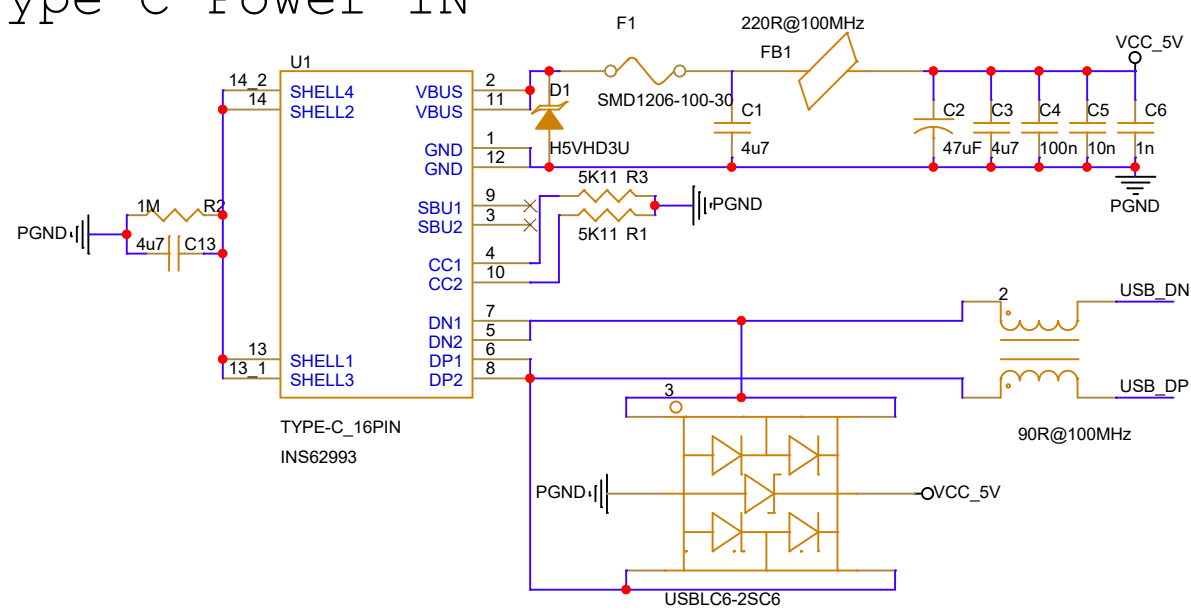 ype C Power IN
F1
220R@100MHz
FB1
VCC_5V
U1
14_2
SHELL4
VBUS
2
D1
SMD1206-100-30
14
SHELL2
VBUS
11
C1
C2
C3
C4
C5
C6
GND
1
H5VHD3U
4u7
47uF
4u7
100n
10n
1n
GND
12
5K11 R3
SBU1
9
PGND
PGND
1M
R2
SBU2
3
5K11 R1
PGND
4u7
C13
CC1
4
CC2
10
USB_DN
2
DN1
7
DN2
5
13
SHELL1
DP1
6
13_1
SHELL3
DP2
8
USB_DP
3
TYPE-C_16PIN
90R@100MHz
INS62993
PGND
VCC_5V
USBLC6-2SC6